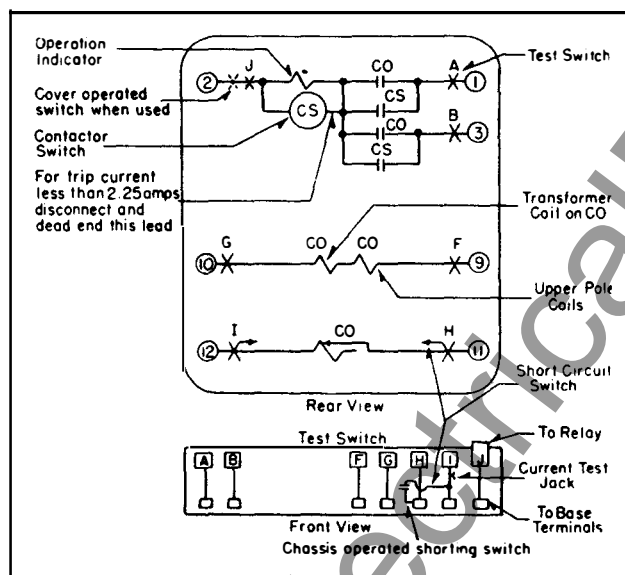 Operation
Indicator
Cover operated
switch when used
Contactor
Switch
For trip current
less than 2.25amps
disconnect and
dead end this lead
2
J
CS
CO
CS
CO
CS
A
1
B
3
Test Switch
Transformer
Coil on CO
G
CO
CO
F
10
9
Upper Pole
Coils
I
CO
H
12
11
Short Circuit
Switch
Rear View
Test Switch
To Relay
A
B
F
G
H
I
J
Current Test
Jack
To Base
Terminals
Front View
Chassis operated shorting switch